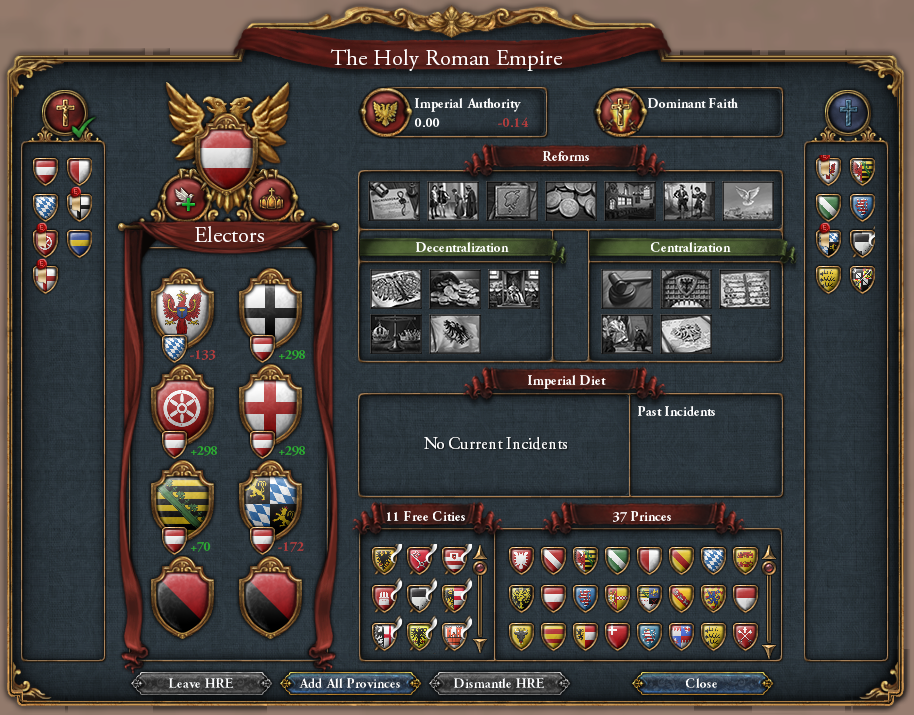 The Holy Roman Empire
Imperial Authority
0.00 -0.14
Dominant Faith
Reforms
Electors
Decentralization
Centralization
-133
+298
+298
+298
+70
-172
Imperial Diet
No Current Incidents
Past Incidents
11 Free Cities
37 Princes
Leave HRE
Add All Provinces
Dismantle HRE
Close